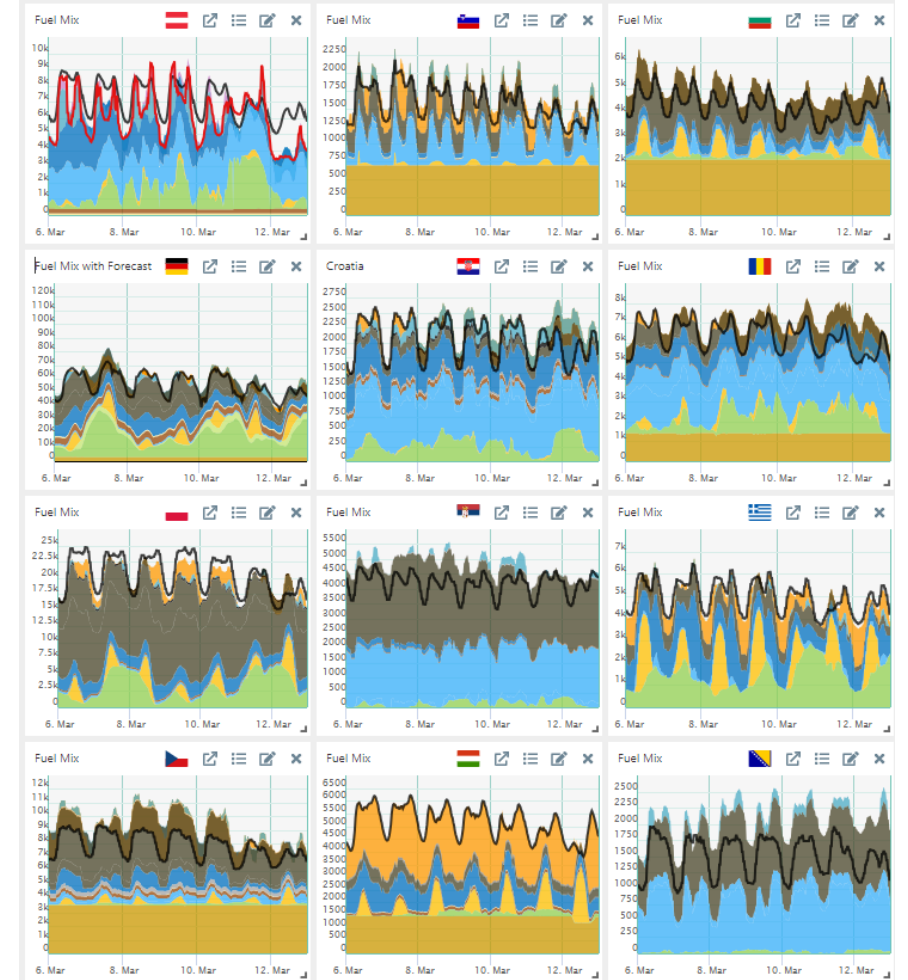 Fuel Mix
10k
9k
8k
7k
6k
5k
4k
3k
2k
1k
0
6. Mar 8. Mar 10. Mar 12. Mar
Fuel Mix
2250
2000
1750
1500
1250
1000
750
500
250
0
6. Mar 8. Mar 10. Mar 12. Mar
Fuel Mix
6k
5k
4k
3k
2k
1k
0
6. Mar 8. Mar 10. Mar 12. Mar
Fuel Mix with Forecast
120k
110k
100k
90k
80k
70k
60k
50k
40k
30k
20k
10k
0
6. Mar 8. Mar 10. Mar 12. Mar
Croatia
2750
2500
2250
2000
1750
1500
1250
1000
750
500
250
0
6. Mar 8. Mar 10. Mar 12. Mar
Fuel Mix
8k
7k
6k
5k
4k
3k
2k
1k
0
6. Mar 8. Mar 10. Mar 12. Mar
Fuel Mix
25k
22.5k
20k
17.5k
15k
12.5k
10k
7.5k
5k
2.5k
0
6. Mar 8. Mar 10. Mar 12. Mar
Fuel Mix
5500
5000
4500
4000
3500
3000
2500
2000
1500
1000
500
0
6. Mar 8. Mar 10. Mar 12. Mar
Fuel Mix
7k
6k
5k
4k
3k
2k
1k
0
6. Mar 8. Mar 10. Mar 12. Mar
Fuel Mix
12k
11k
10k
9k
8k
7k
6k
5k
4k
3k
2k
1k
0
6. Mar 8. Mar 10. Mar 12. Mar
Fuel Mix
6500
6000
5500
5000
4500
4000
3500
3000
2500
2000
1500
1000
500
0
6. Mar 8. Mar 10. Mar 12. Mar
Fuel Mix
2500
2250
2000
1750
1500
1250
1000
750
500
250
0
6. Mar 8. Mar 10. Mar 12. Mar